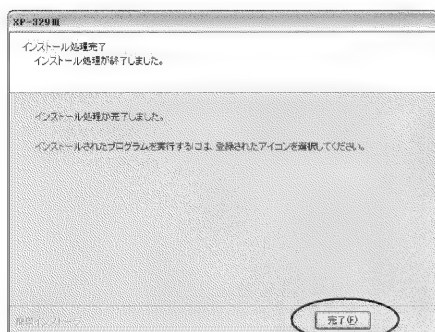 XP-329Ⅲ
インストール処理完了
インストール処理が終了しました。
インストール処理が完了しました。
インストールされたプログラムを実行するには、登録されたアイコンを選択してください。
完了(F)